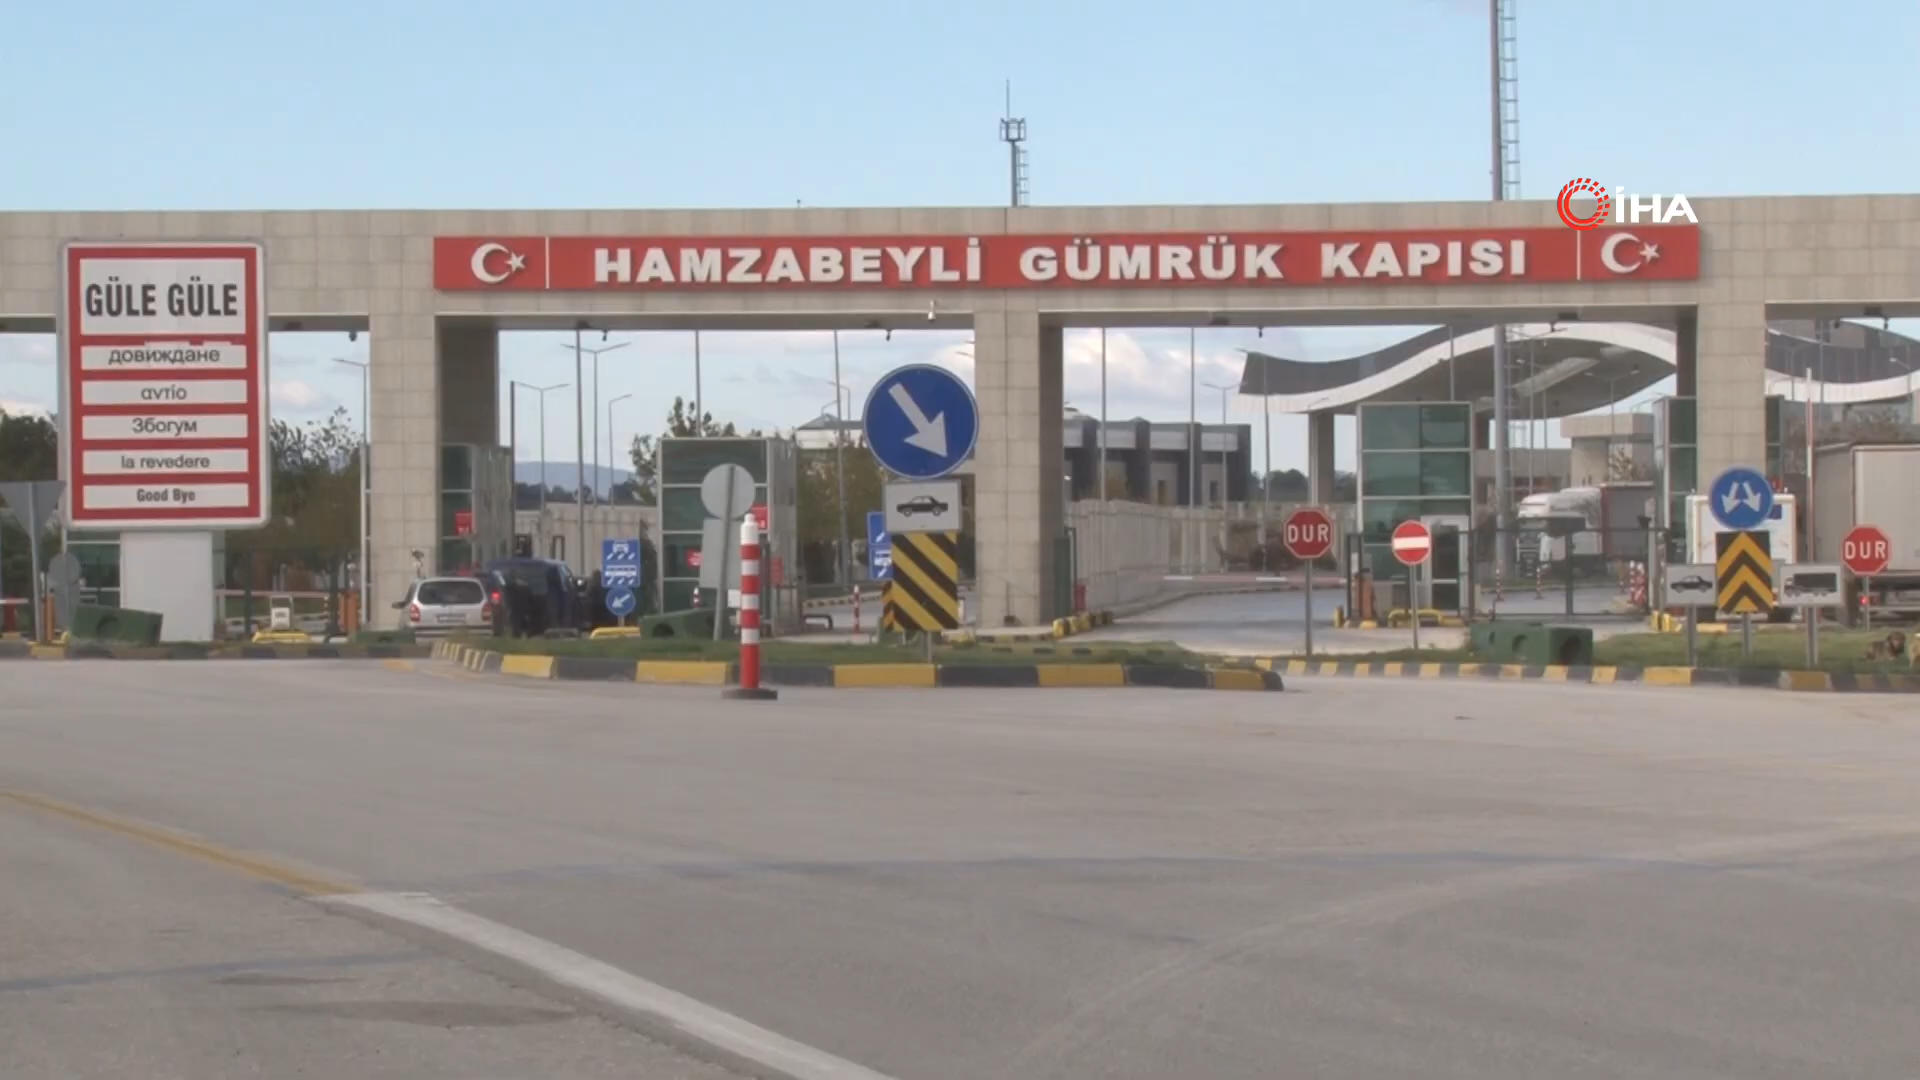 İHA
HAMZABEYLİ GÜMRÜK KAPISI
GÜLE GÜLE
довиждане
αντίο
Збогум
la revedere
Good Bye
DUR
DUR